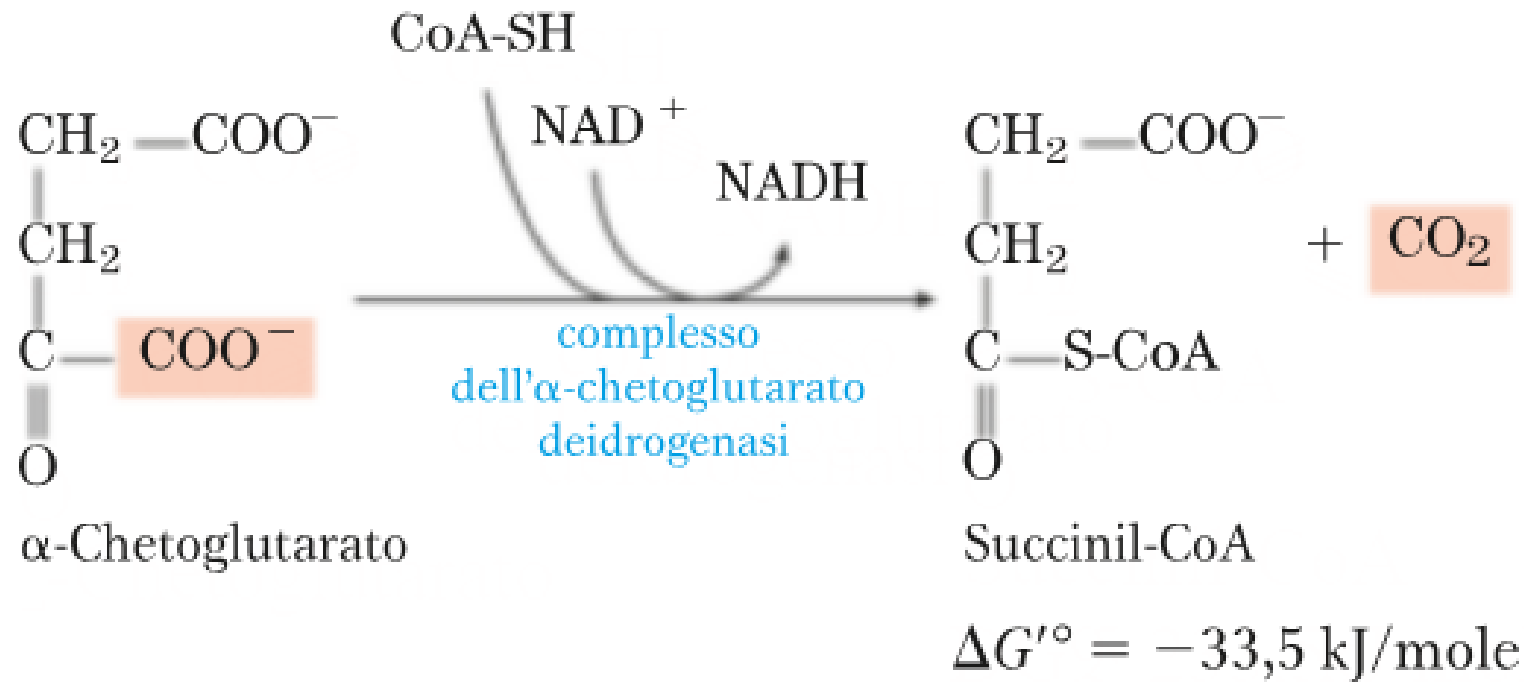 CoA-SH
NAD⁺
NADH
CH₂—COO⁻
CH₂
C—COO⁻
O
α-Chetoglutarato
complesso
dell'α-chetoglutarato
deidrogenasi
CH₂—COO⁻
CH₂
C—S-CoA
O
+ CO₂
Succinil-CoA
ΔG′° = −33,5 kJ/mole